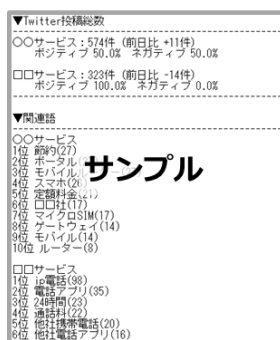 ▼Twitter投稿総数
〇〇サービス：574件 (前日比 +11件)
ポジティブ 50.0% ネガティブ 50.0%
□□サービス：323件 (前日比 -14件)
ポジティブ 100.0% ネガティブ 0.0%
▼関連語
〇〇サービス
1位 節約(27)
2位 ポータル
3位 モバイルル
4位 スマホ(26)
5位 定額料金(21)
6位 □□社(17)
7位 マイクロSIM(17)
8位 ゲートウェイ(14)
9位 モバイル(14)
10位 ルーター(8)
サンプル
□□サービス
1位 ip電話(98)
2位 電話アプリ(35)
3位 24時間(23)
4位 通話料(22)
5位 他社携帯電話(20)
6位 他社電話アプリ(16)